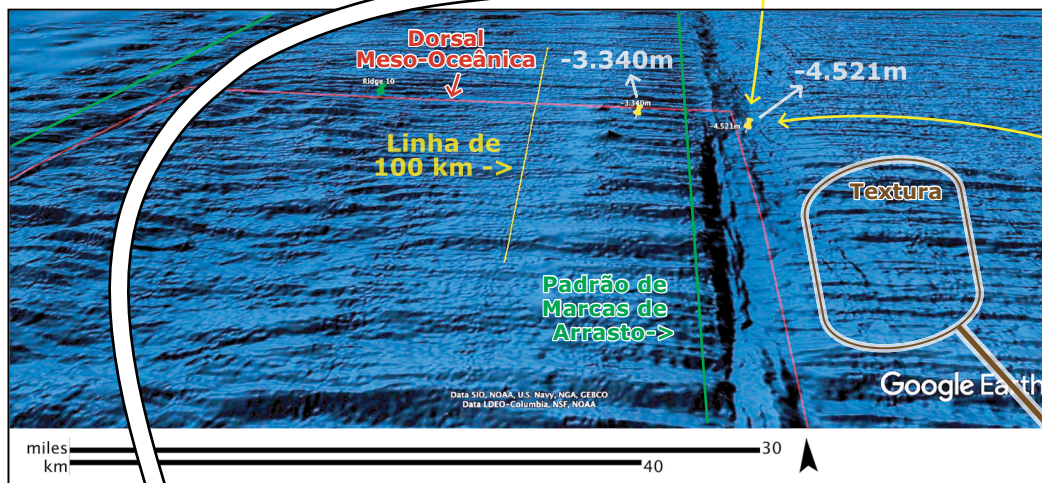 Dorsal
Meso-Oceânica
-3.340m
-4.521m
Ridge 10
-3.340m
-4.521m
Linha de
100 km ->
Textura
Padrão de
Marcas de
Arrasto->
Google Earth
Data SIO, NOAA, U.S. Navy, NGA, GEBCO
Data LDEO-Columbia, NSF, NOAA
miles 30
km 40